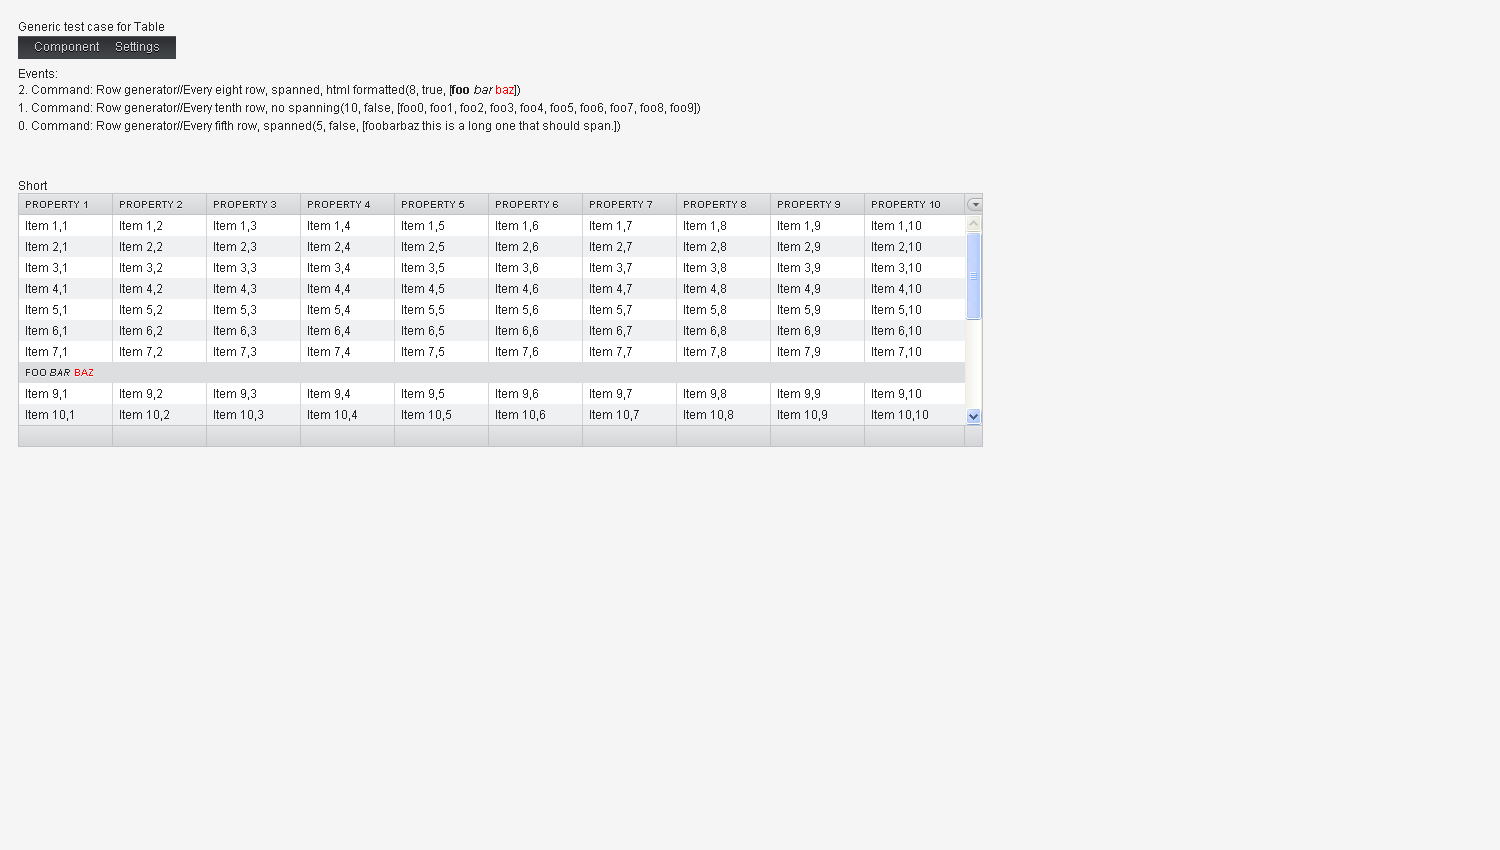 Generic test case for Table
Component Settings
Events:
2. Command: Row generator//Every eight row, spanned, html formatted(8, true, [foo bar baz])
1. Command: Row generator//Every tenth row, no spanning(10, false, [foo0, foo1, foo2, foo3, foo4, foo5, foo6, foo7, foo8, foo9])
0. Command: Row generator//Every fifth row, spanned(5, false, [foobarbaz this is a long one that should span.])
Short
PROPERTY 1 PROPERTY 2 PROPERTY 3 PROPERTY 4 PROPERTY 5 PROPERTY 6 PROPERTY 7 PROPERTY 8 PROPERTY 9 PROPERTY 10
Item 1,1 Item 1,2 Item 1,3 Item 1,4 Item 1,5 Item 1,6 Item 1,7 Item 1,8 Item 1,9 Item 1,10
Item 2,1 Item 2,2 Item 2,3 Item 2,4 Item 2,5 Item 2,6 Item 2,7 Item 2,8 Item 2,9 Item 2,10
Item 3,1 Item 3,2 Item 3,3 Item 3,4 Item 3,5 Item 3,6 Item 3,7 Item 3,8 Item 3,9 Item 3,10
Item 4,1 Item 4,2 Item 4,3 Item 4,4 Item 4,5 Item 4,6 Item 4,7 Item 4,8 Item 4,9 Item 4,10
Item 5,1 Item 5,2 Item 5,3 Item 5,4 Item 5,5 Item 5,6 Item 5,7 Item 5,8 Item 5,9 Item 5,10
Item 6,1 Item 6,2 Item 6,3 Item 6,4 Item 6,5 Item 6,6 Item 6,7 Item 6,8 Item 6,9 Item 6,10
Item 7,1 Item 7,2 Item 7,3 Item 7,4 Item 7,5 Item 7,6 Item 7,7 Item 7,8 Item 7,9 Item 7,10
FOO BAR BAZ
Item 9,1 Item 9,2 Item 9,3 Item 9,4 Item 9,5 Item 9,6 Item 9,7 Item 9,8 Item 9,9 Item 9,10
Item 10,1 Item 10,2 Item 10,3 Item 10,4 Item 10,5 Item 10,6 Item 10,7 Item 10,8 Item 10,9 Item 10,10